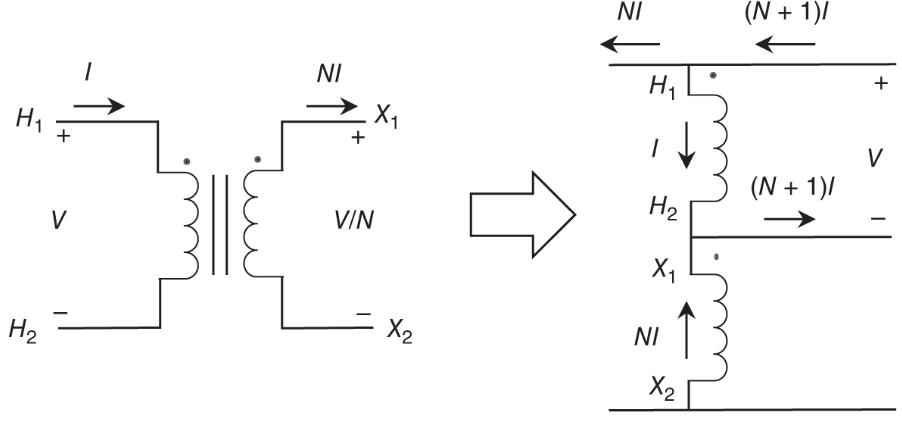 I
NI
H1
+
X1
+
V
V/N
H2
−
−
X2
NI
(N + 1)I
H1
+
I
V
(N + 1)I
H2
−
X1
NI
X2